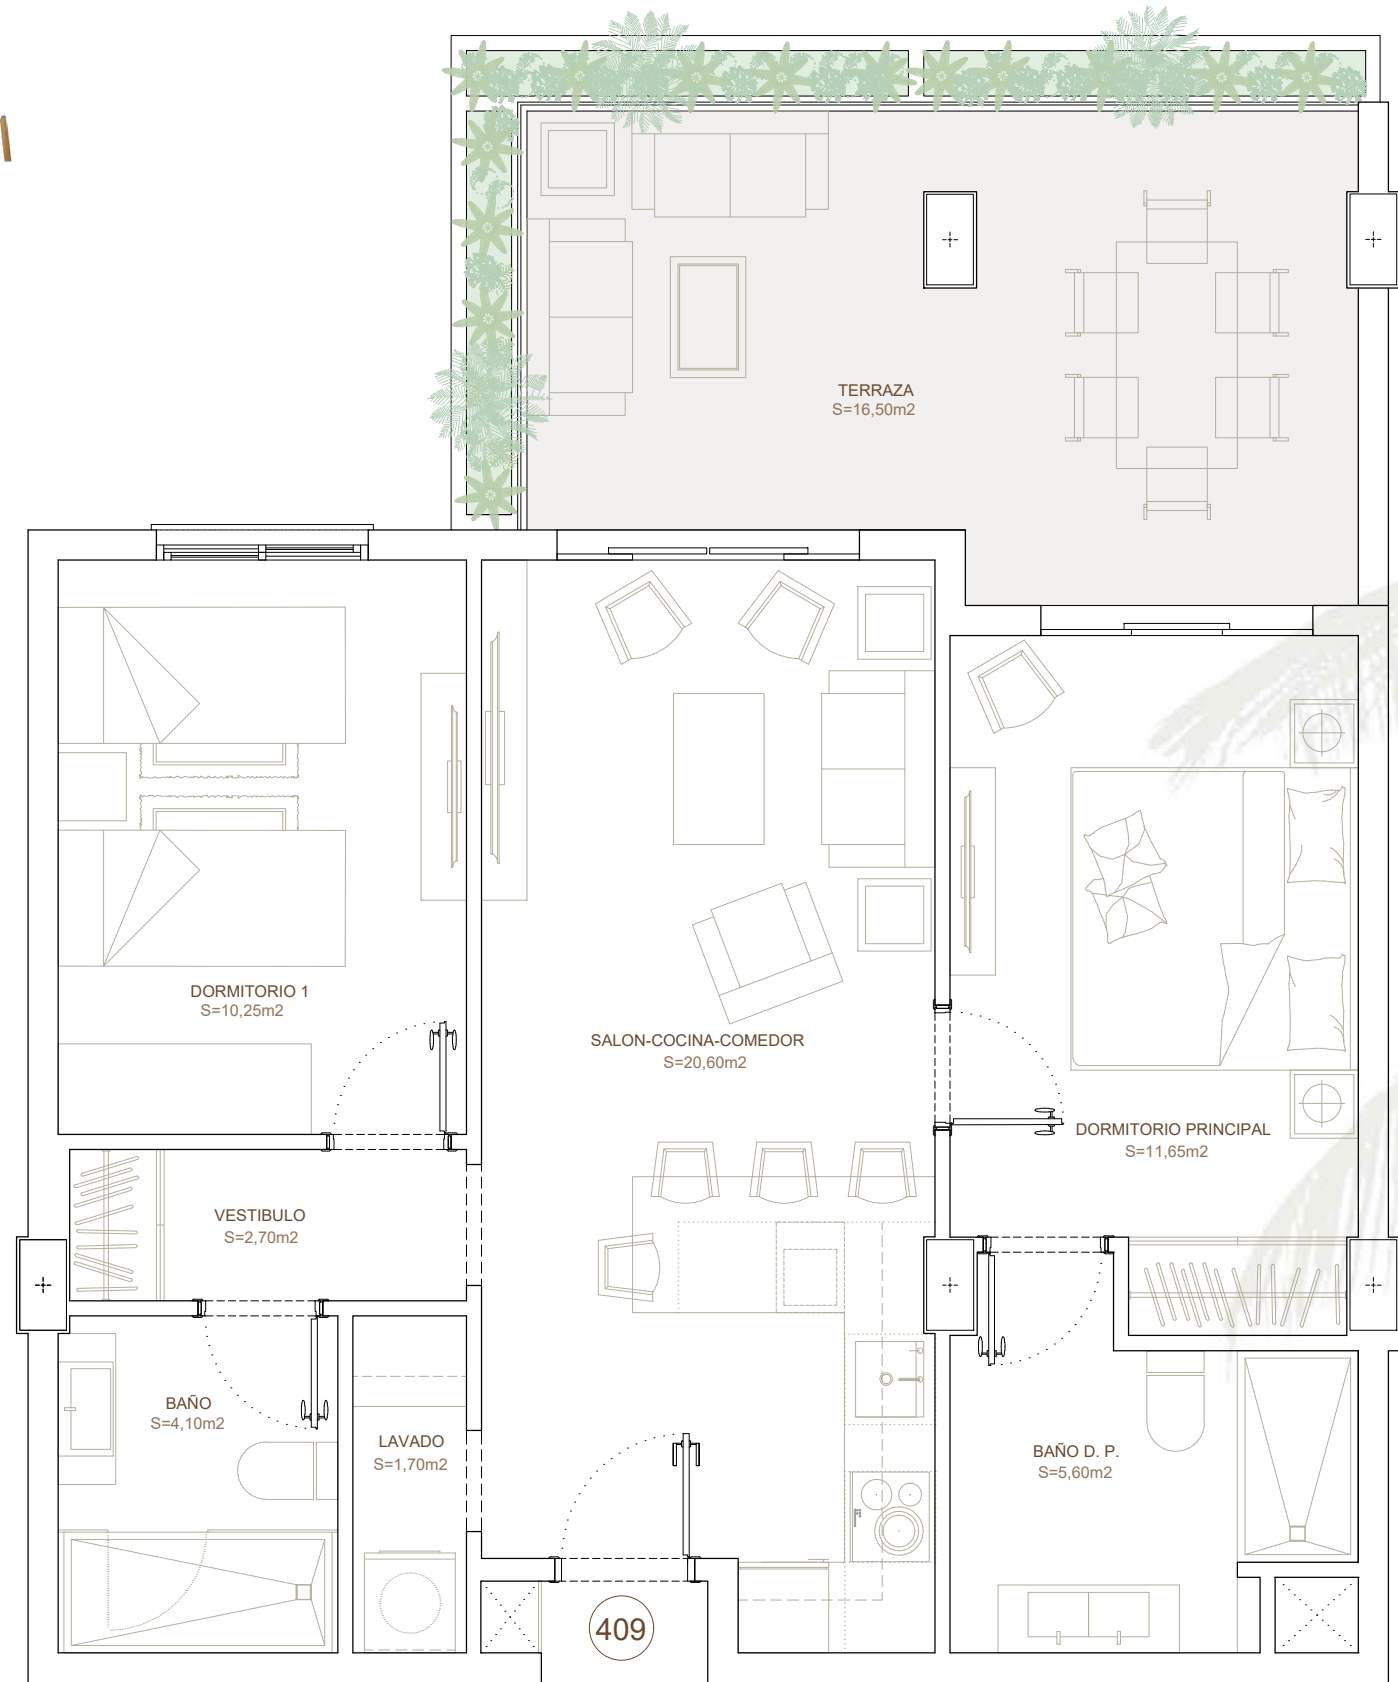 TERRAZA
S=16,50m2
DORMITORIO 1
S=10,25m2
SALON-COCINA-COMEDOR
S=20,60m2
DORMITORIO PRINCIPAL
S=11,65m2
VESTIBULO
S=2,70m2
BAÑO
S=4,10m2
LAVADO
S=1,70m2
BAÑO D. P.
S=5,60m2
409